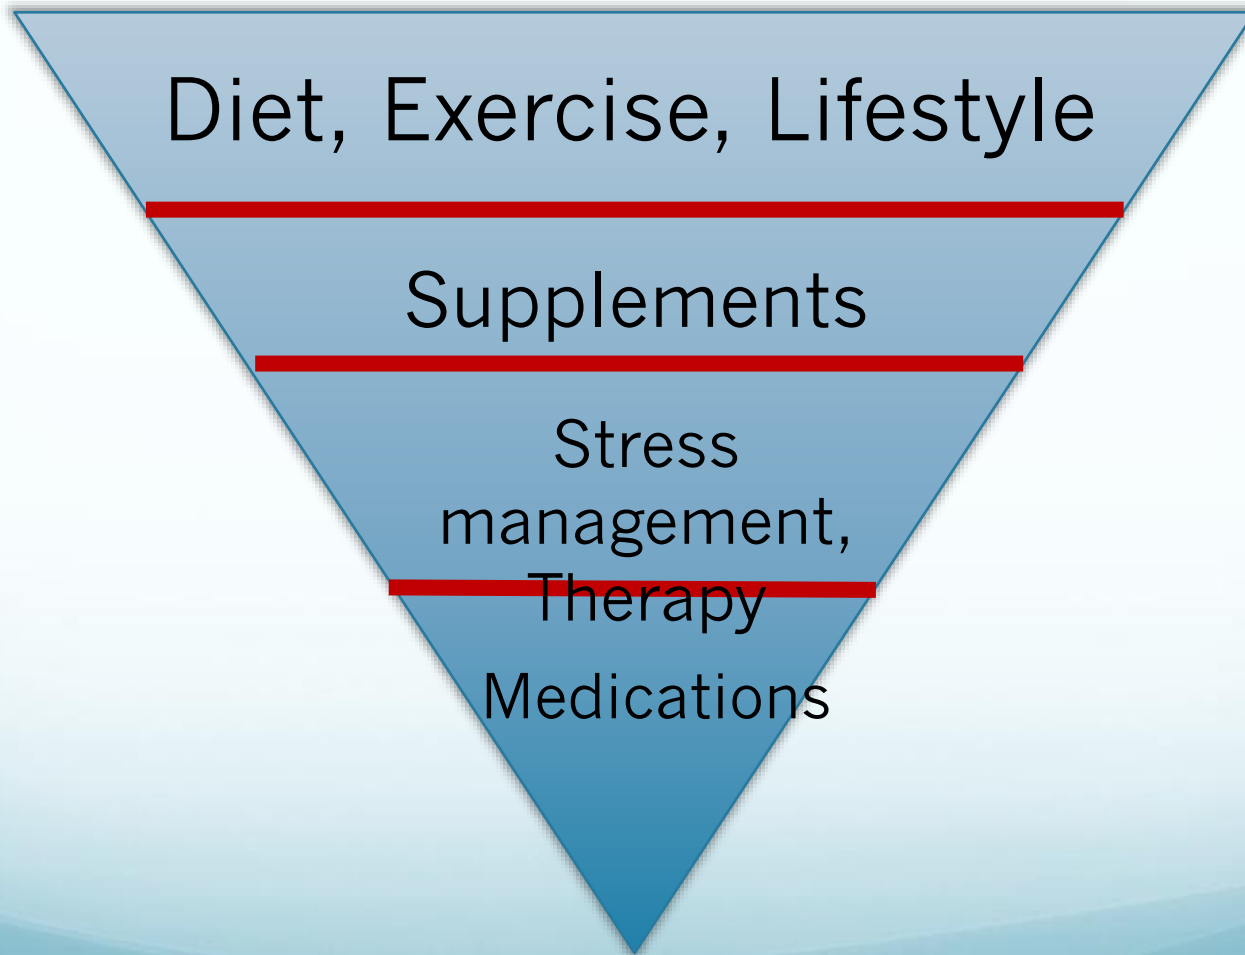 Diet, Exercise, Lifestyle
Supplements
Stress
management,
Therapy
Medications